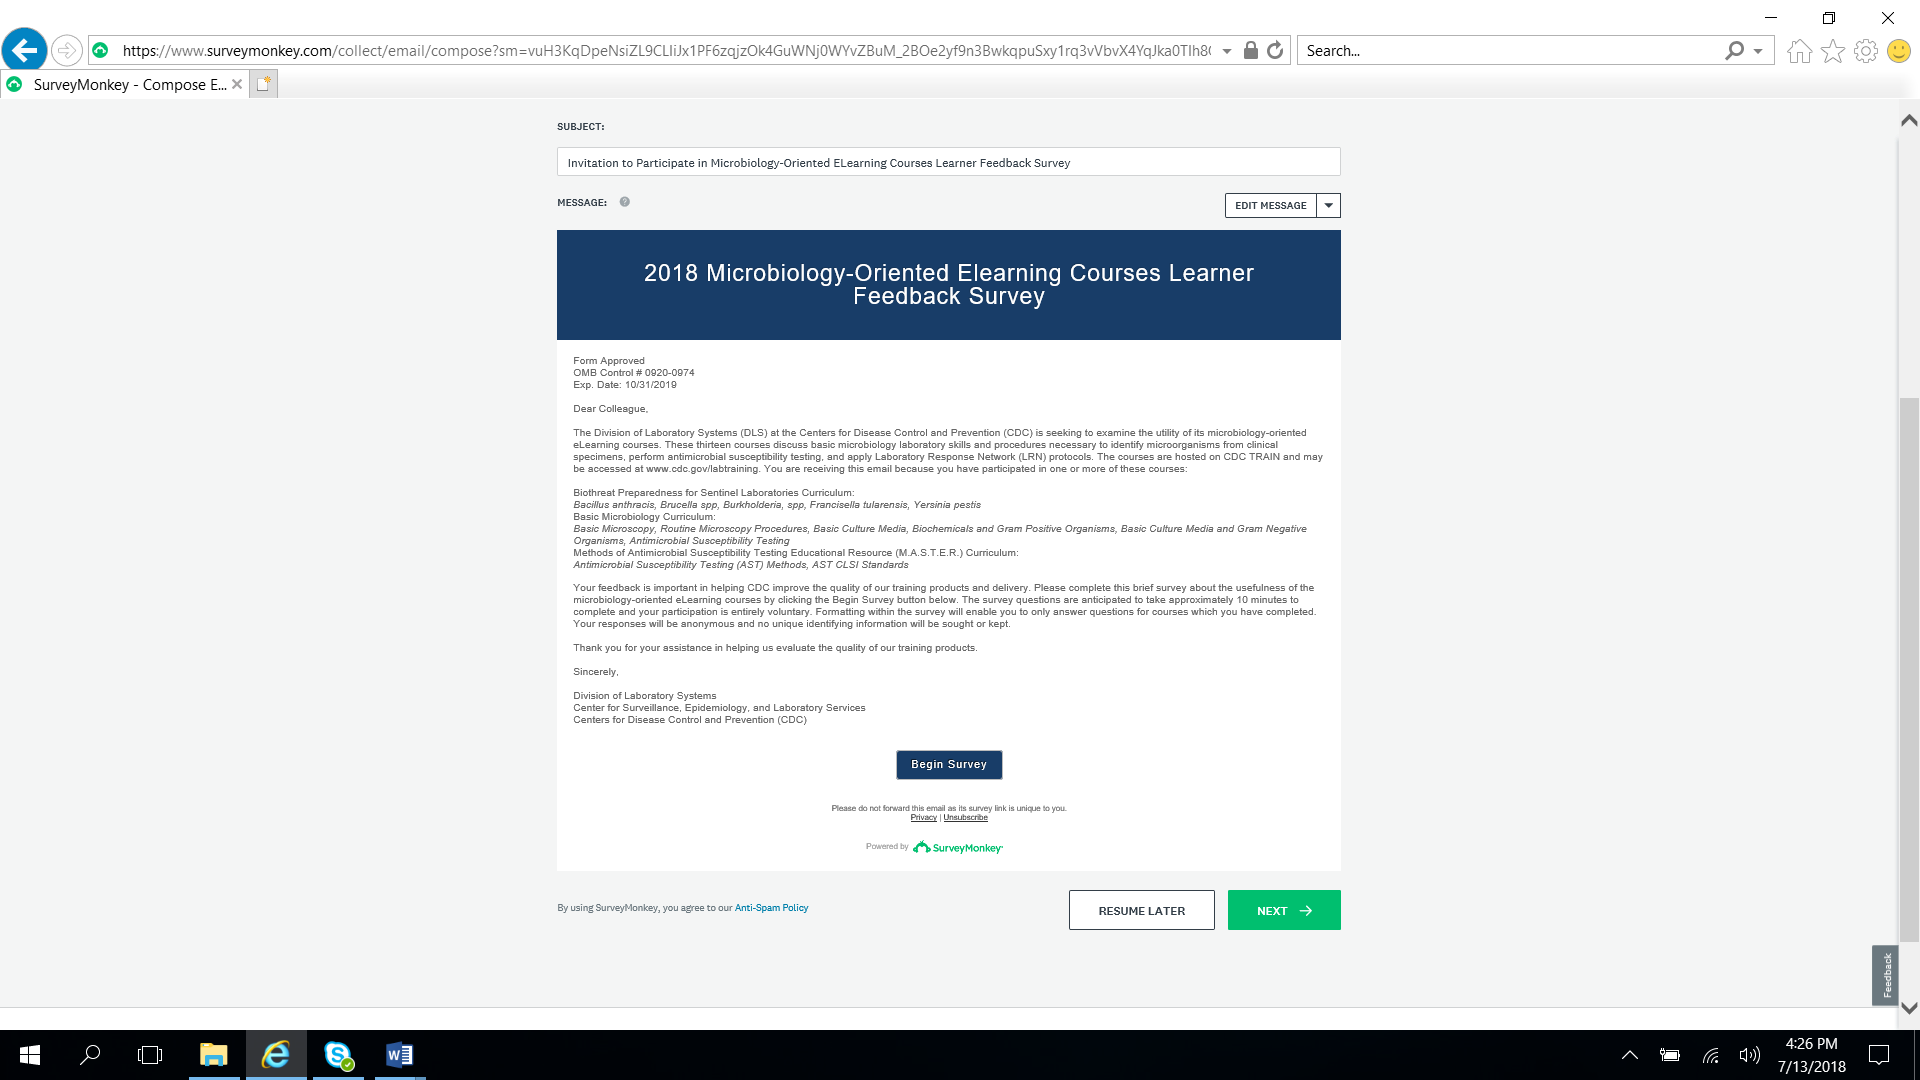 https://www.surveymonkey.com/collect/email/compose?sm=
Search...
SurveyMonkey - Compose E...
SUBJECT:
Invitation to Participate in Microbiology-Oriented ELearning Courses Learner Feedback Survey
MESSAGE:
EDIT MESSAGE
2018 Microbiology-Oriented Elearning Courses Learner
Feedback Survey
Form Approved
OMB Control # 0920-0974
Exp. Date: 10/31/2019
Dear Colleague,
The Division of Laboratory Systems (DLS) at the Centers for Disease Control and Prevention (CDC) is seeking to examine the utility of its microbiology-oriented
eLearning courses. These thirteen courses discuss basic microbiology laboratory skills and procedures necessary to identify microorganisms from clinical
specimens, perform antimicrobial susceptibility testing, and apply Laboratory Response Network (LRN) protocols. The courses are hosted on CDC TRAIN and may
be accessed at www.cdc.gov/labtraining. You are receiving this email because you have participated in one or more of these courses:
Biothreat Preparedness for Sentinel Laboratories Curriculum:
Bacillus anthracis, Brucella spp, Burkholderia, spp, Francisella tularensis, Yersinia pestis
Basic Microbiology Curriculum:
Basic Microscopy, Routine Microscopy Procedures, Basic Culture Media, Biochemicals and Gram Positive Organisms, Basic Culture Media and Gram Negative
Organisms, Antimicrobial Susceptibility Testing
Methods of Antimicrobial Susceptibility Testing Educational Resource (M.A.S.T.E.R.) Curriculum:
Antimicrobial Susceptibility Testing (AST) Methods, AST CLSI Standards
Your feedback is important in helping CDC improve the quality of our training products and delivery. Please complete this brief survey about the usefulness of the
microbiology-oriented eLearning courses by clicking the Begin Survey button below. The survey questions are anticipated to take approximately 10 minutes to
complete and your participation is entirely voluntary. Formatting within the survey will enable you to only answer questions for courses which you have completed.
Your responses will be anonymous and no unique identifying information will be sought or kept.
Thank you for your assistance in helping us evaluate the quality of our training products.
Sincerely,
Division of Laboratory Systems
Center for Surveillance, Epidemiology, and Laboratory Services
Centers for Disease Control and Prevention (CDC)
Begin Survey
Please do not forward this email as its survey link is unique to you.
Privacy | Unsubscribe
Powered by SurveyMonkey
By using SurveyMonkey, you agree to our Anti-Spam Policy
RESUME LATER
NEXT
Feedback
4:26 PM
7/13/2018